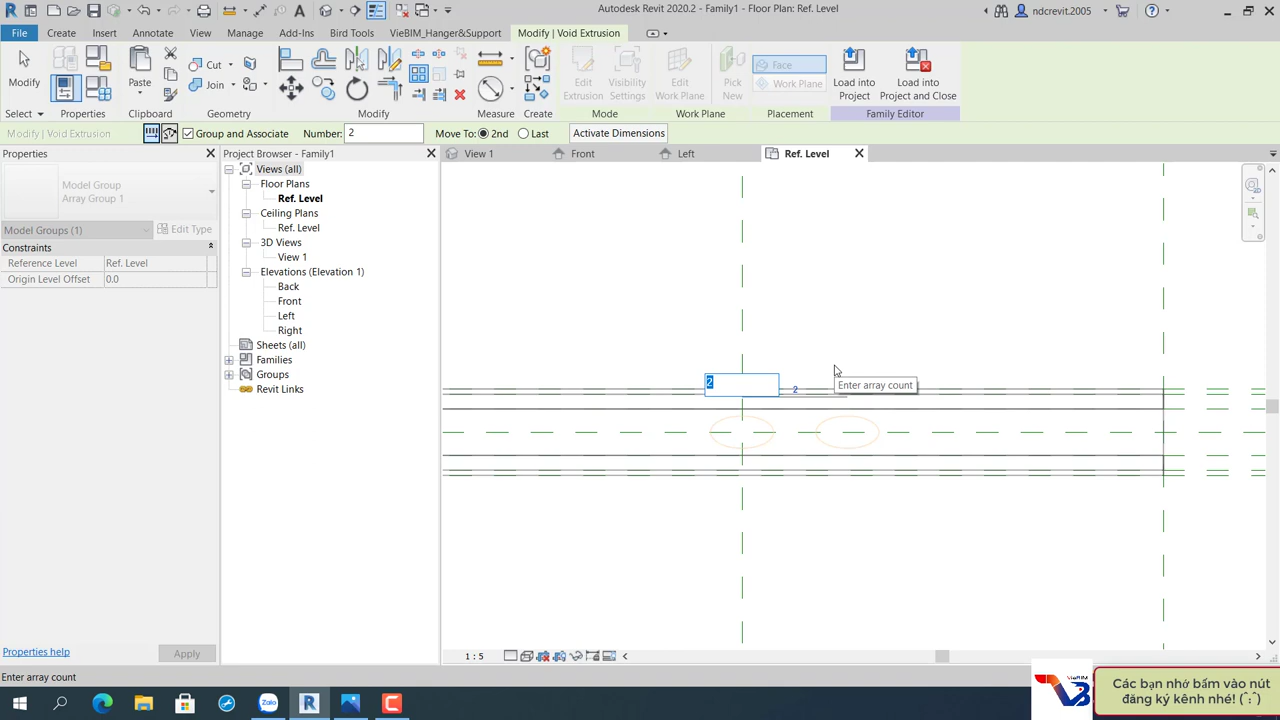 Autodesk Revit 2020.2 - Family1 - Floor Plan: Ref. Level
ndcrevit.2005
File Create Insert Annotate View Manage Add-Ins Bird Tools VieBIM_Hanger&Support Modify | Void Extrusion
Modify
Paste
Cut
Join
Edit
Extrusion
Visibility
Settings
Edit
Work Plane
Pick
New
Face
Work Plane
Load into
Project
Load into
Project and Close
Select Properties Clipboard Geometry Modify Measure Create Mode Work Plane Placement Family Editor
Modify | Void Extrusion Group and Associate Number: 2 Move To: 2nd Last Activate Dimensions
Properties
Model Group
Array Group 1
Model Groups (1) Edit Type
Constraints
Reference Level Ref. Level
Origin Level Offset 0.0
Properties help Apply
Project Browser - Family1
Views (all)
Floor Plans
Ref. Level
Ceiling Plans
Ref. Level
3D Views
View 1
Elevations (Elevation 1)
Back
Front
Left
Right
Sheets (all)
Families
Groups
Revit Links
View 1 Front Left Ref. Level
2
2
Enter array count
1 : 5
Enter array count
VieBIM
Các bạn nhớ bấm vào nút
đăng ký kênh nhé! (ˆ:ˆ)